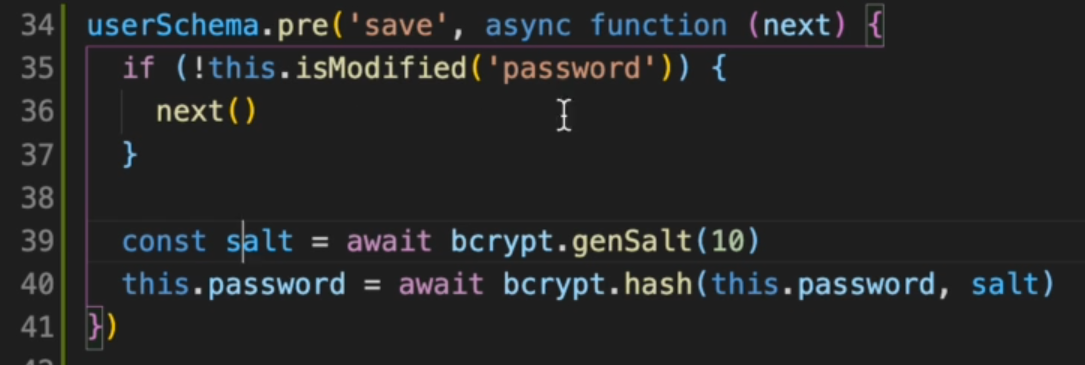 34 userSchema.pre('save', async function (next) {
35   if (!this.isModified('password')) {
36     next()
37   }
38
39   const salt = await bcrypt.genSalt(10)
40   this.password = await bcrypt.hash(this.password, salt)
41 })